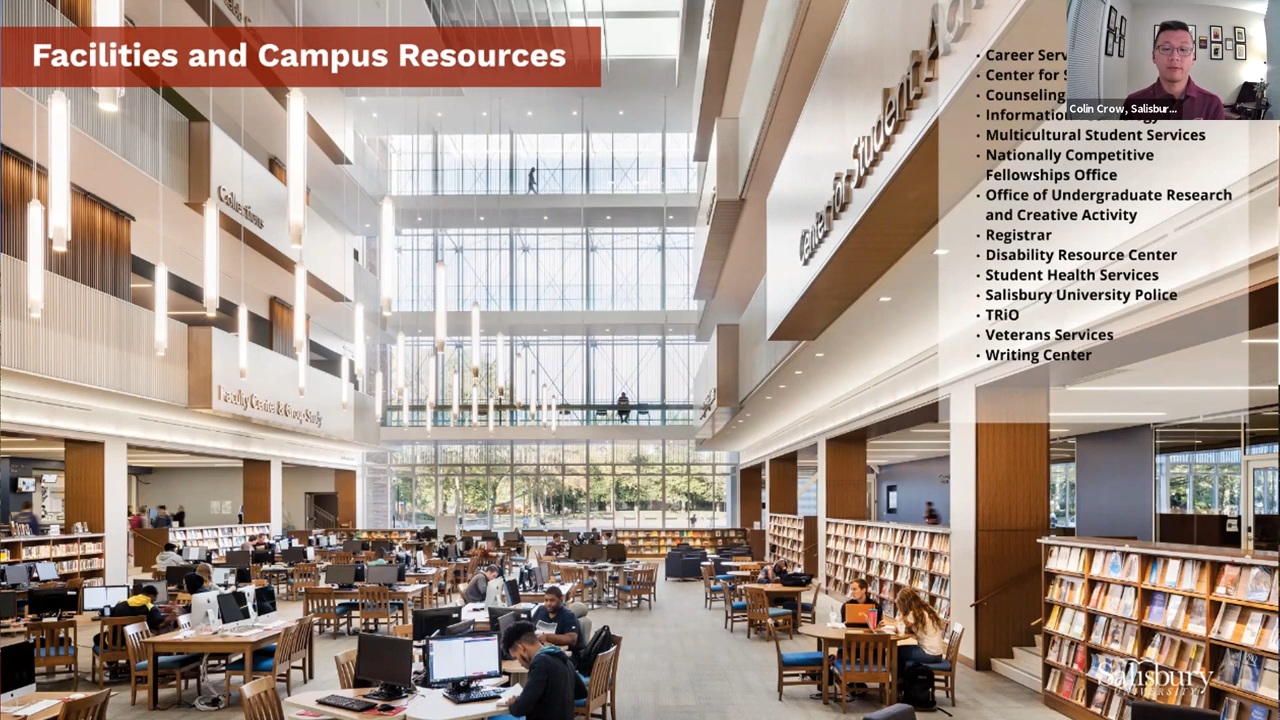 Facilities and Campus Resources
Career Serv
Center for S
Counseling
Information
Multicultural Student Services
Nationally Competitive
Fellowships Office
Office of Undergraduate Research
and Creative Activity
Registrar
Disability Resource Center
Student Health Services
Salisbury University Police
TRiO
Veterans Services
Writing Center
Colin Crow, Salisbur...
Center for Student
Collections
Faculty Center & Group Study
Salisbury
UNIVERSITY